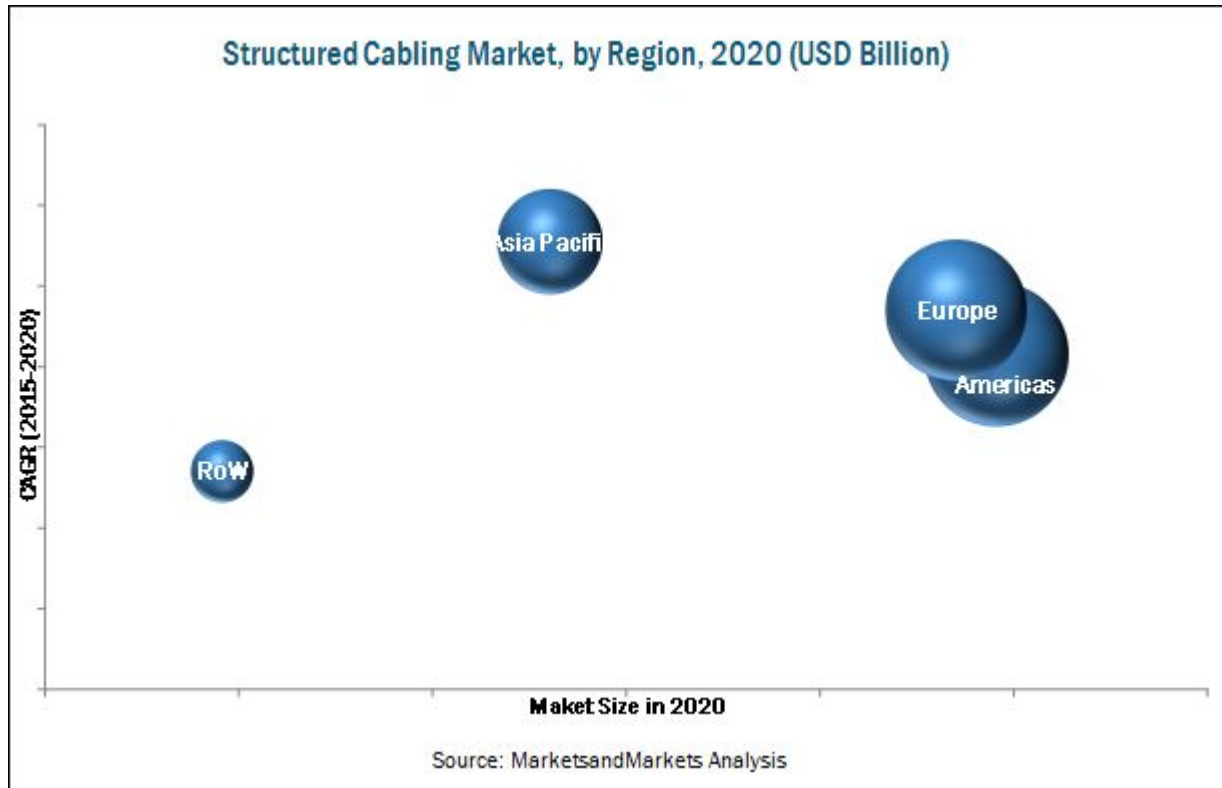 Structured Cabling Market, by Region, 2020 (USD Billion)
CAGR (2015-2020)
Asia Pacifi
Europe
Americas
RoW
Maket Size in 2020
Source: MarketsandMarkets Analysis